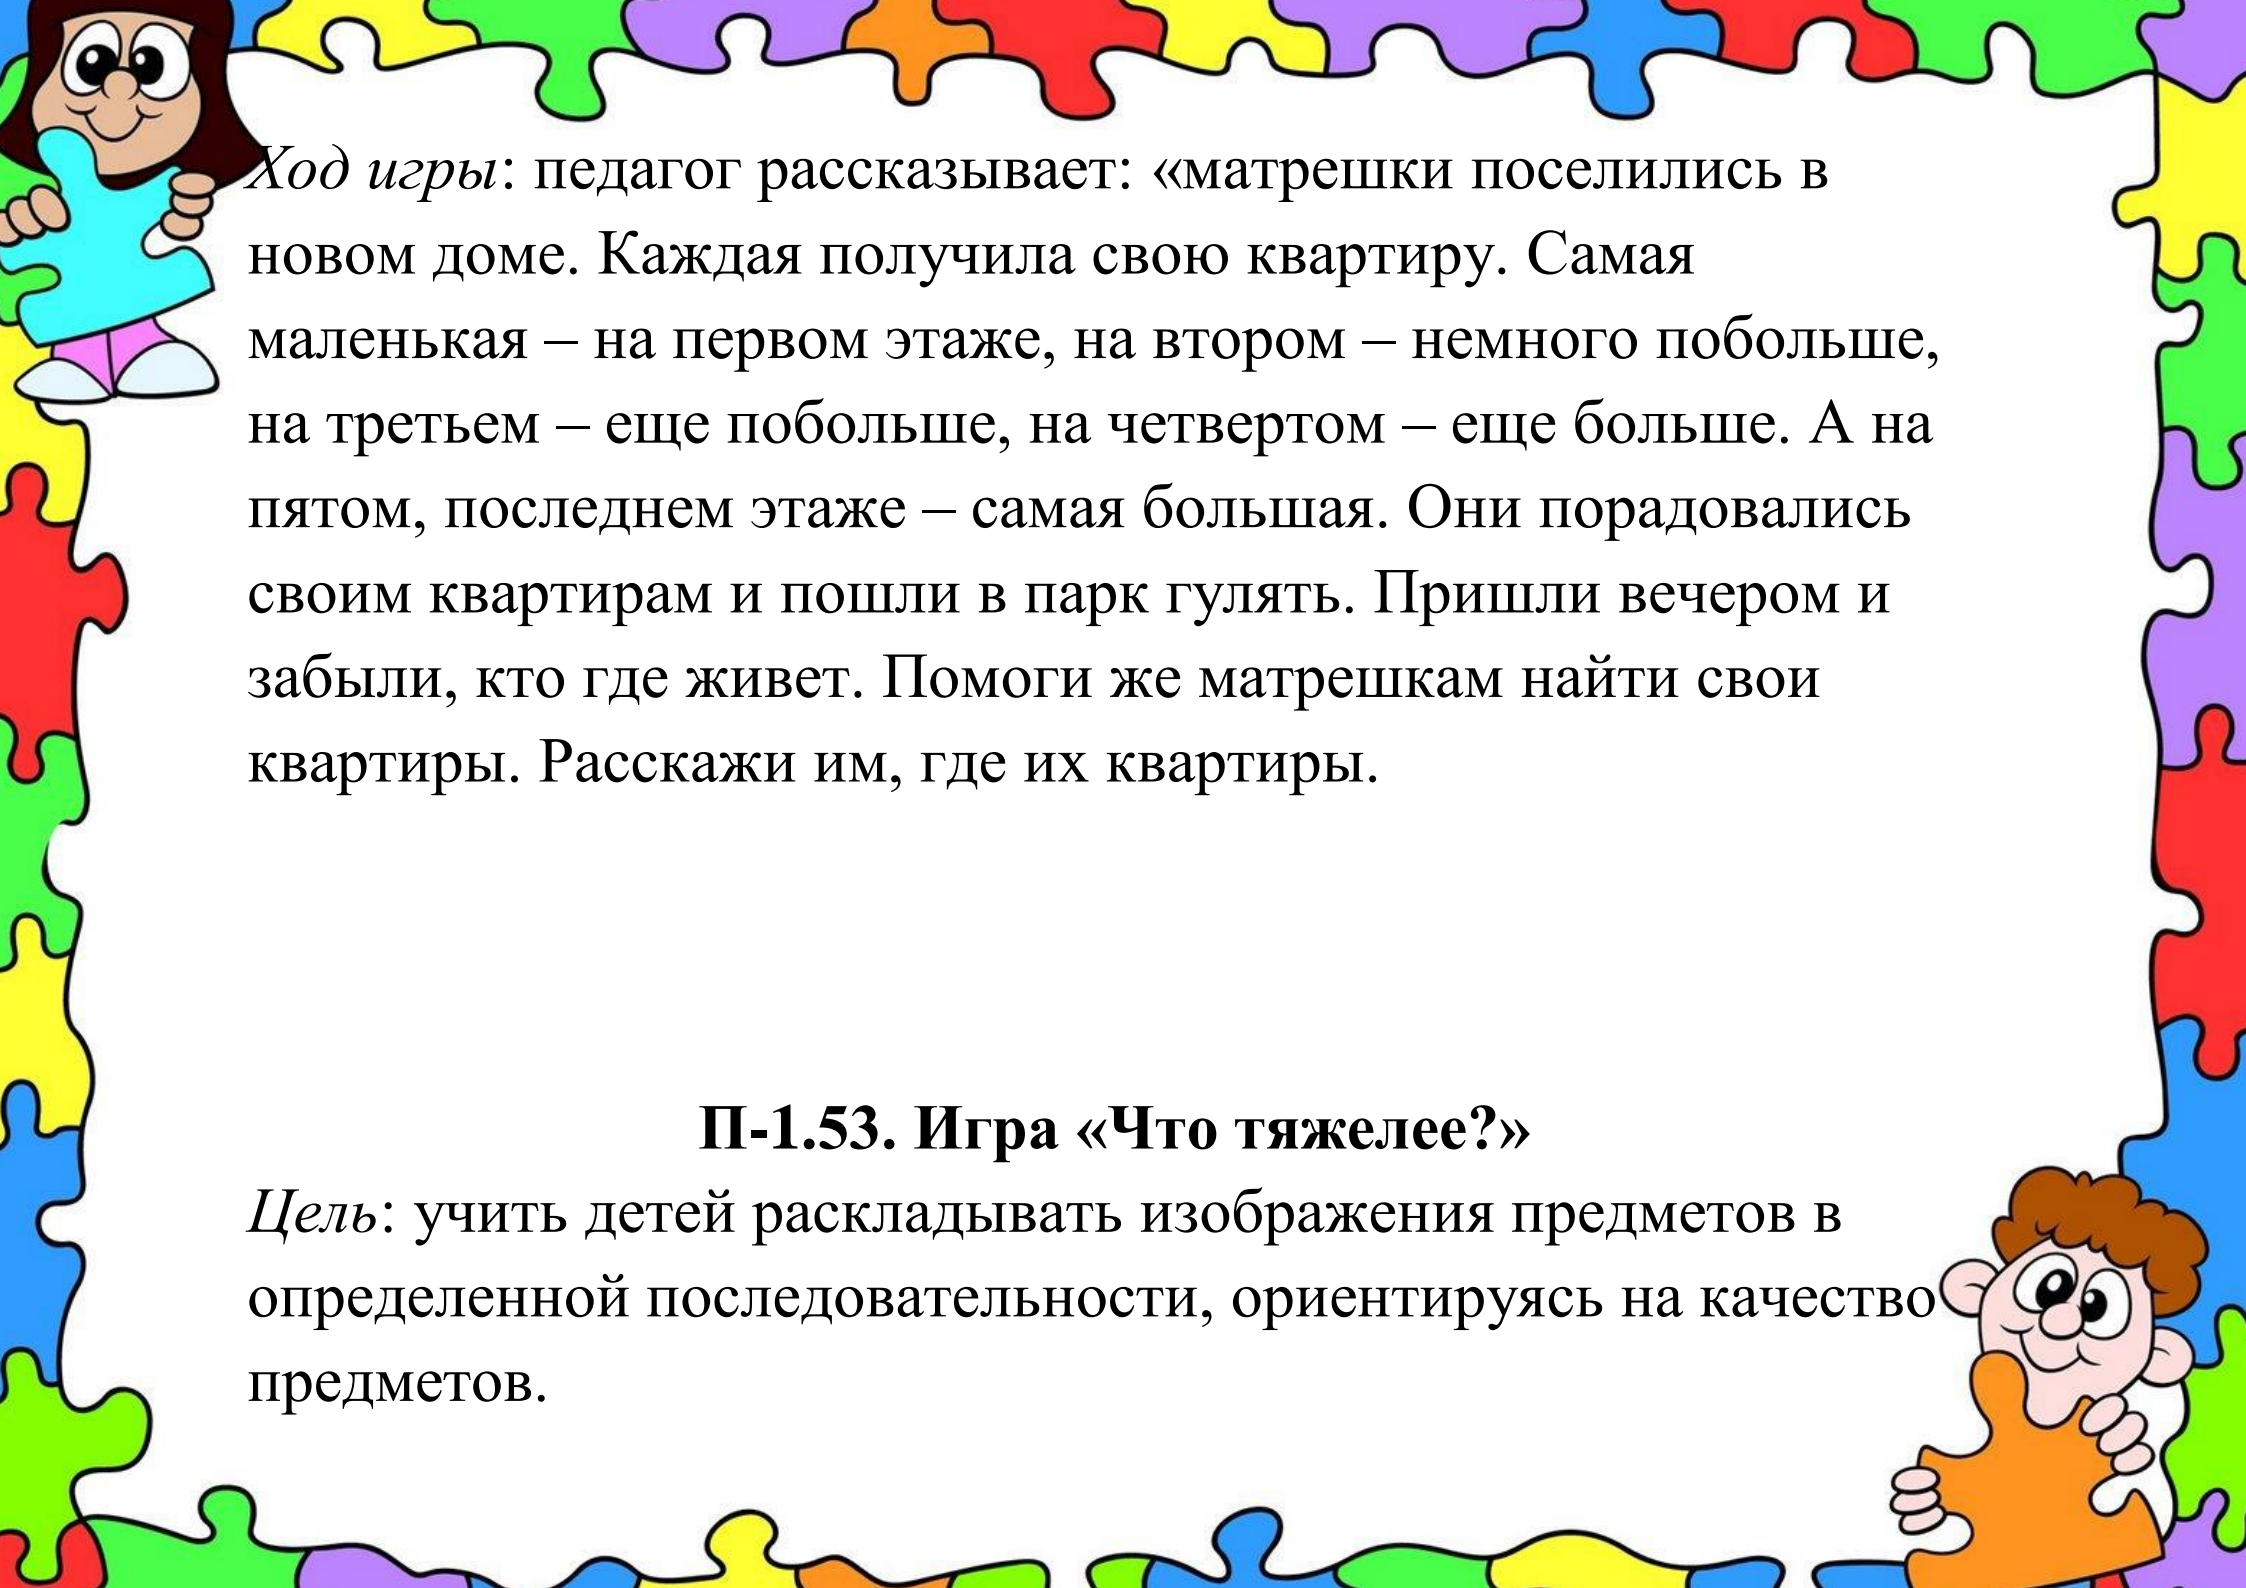 Ход игры: педагог рассказывает: «матрешки поселились в
новом доме. Каждая получила свою квартиру. Самая
маленькая – на первом этаже, на втором – немного побольше,
на третьем – еще побольше, на четвертом – еще больше. А на
пятом, последнем этаже – самая большая. Они порадовались
своим квартирам и пошли в парк гулять. Пришли вечером и
забыли, кто где живет. Помоги же матрешкам найти свои
квартиры. Расскажи им, где их квартиры.
П-1.53. Игра «Что тяжелее?»
Цель: учить детей раскладывать изображения предметов в
определенной последовательности, ориентируясь на качество
предметов.